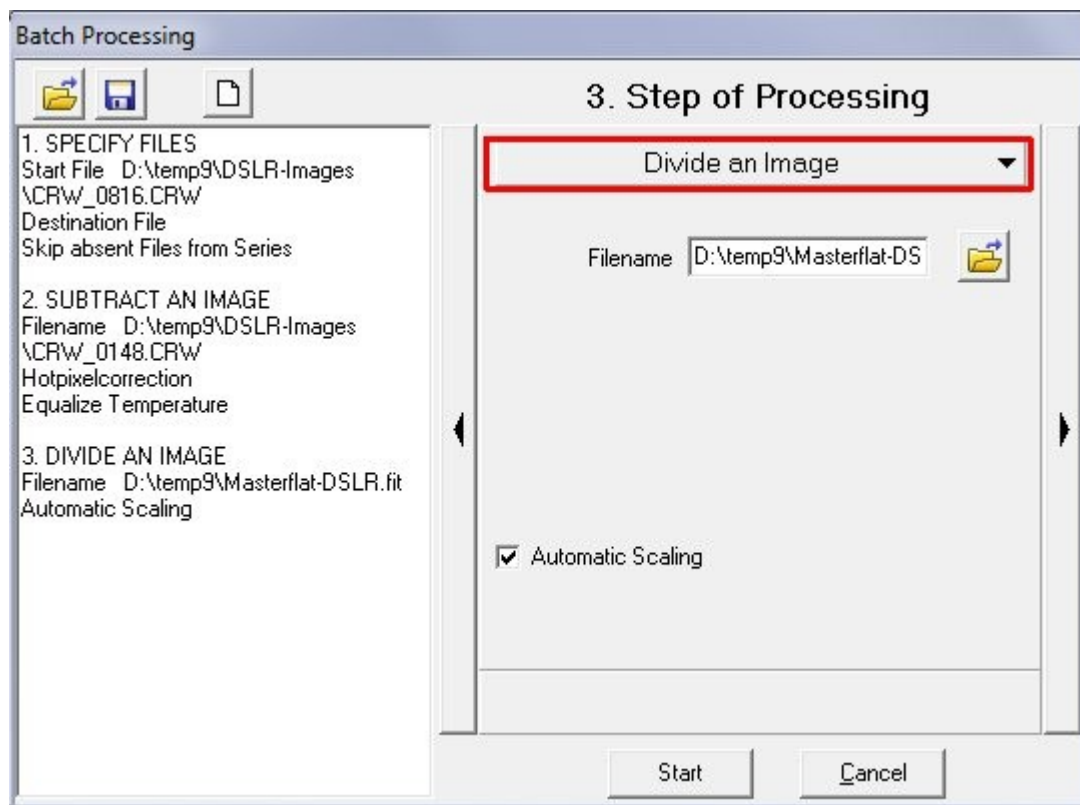 Batch Processing
3. Step of Processing
1. SPECIFY FILES
Start File D:\temp9\DSLR-Images
\CRW_0816.CRW
Destination File
Skip absent Files from Series
2. SUBTRACT AN IMAGE
Filename D:\temp9\DSLR-Images
\CRW_0148.CRW
Hotpixelcorrection
Equalize Temperature
3. DIVIDE AN IMAGE
Filename D:\temp9\Masterflat-DSLR.fit
Automatic Scaling
Divide an Image
Filename D:\temp9\Masterflat-DS
Automatic Scaling
Start Cancel